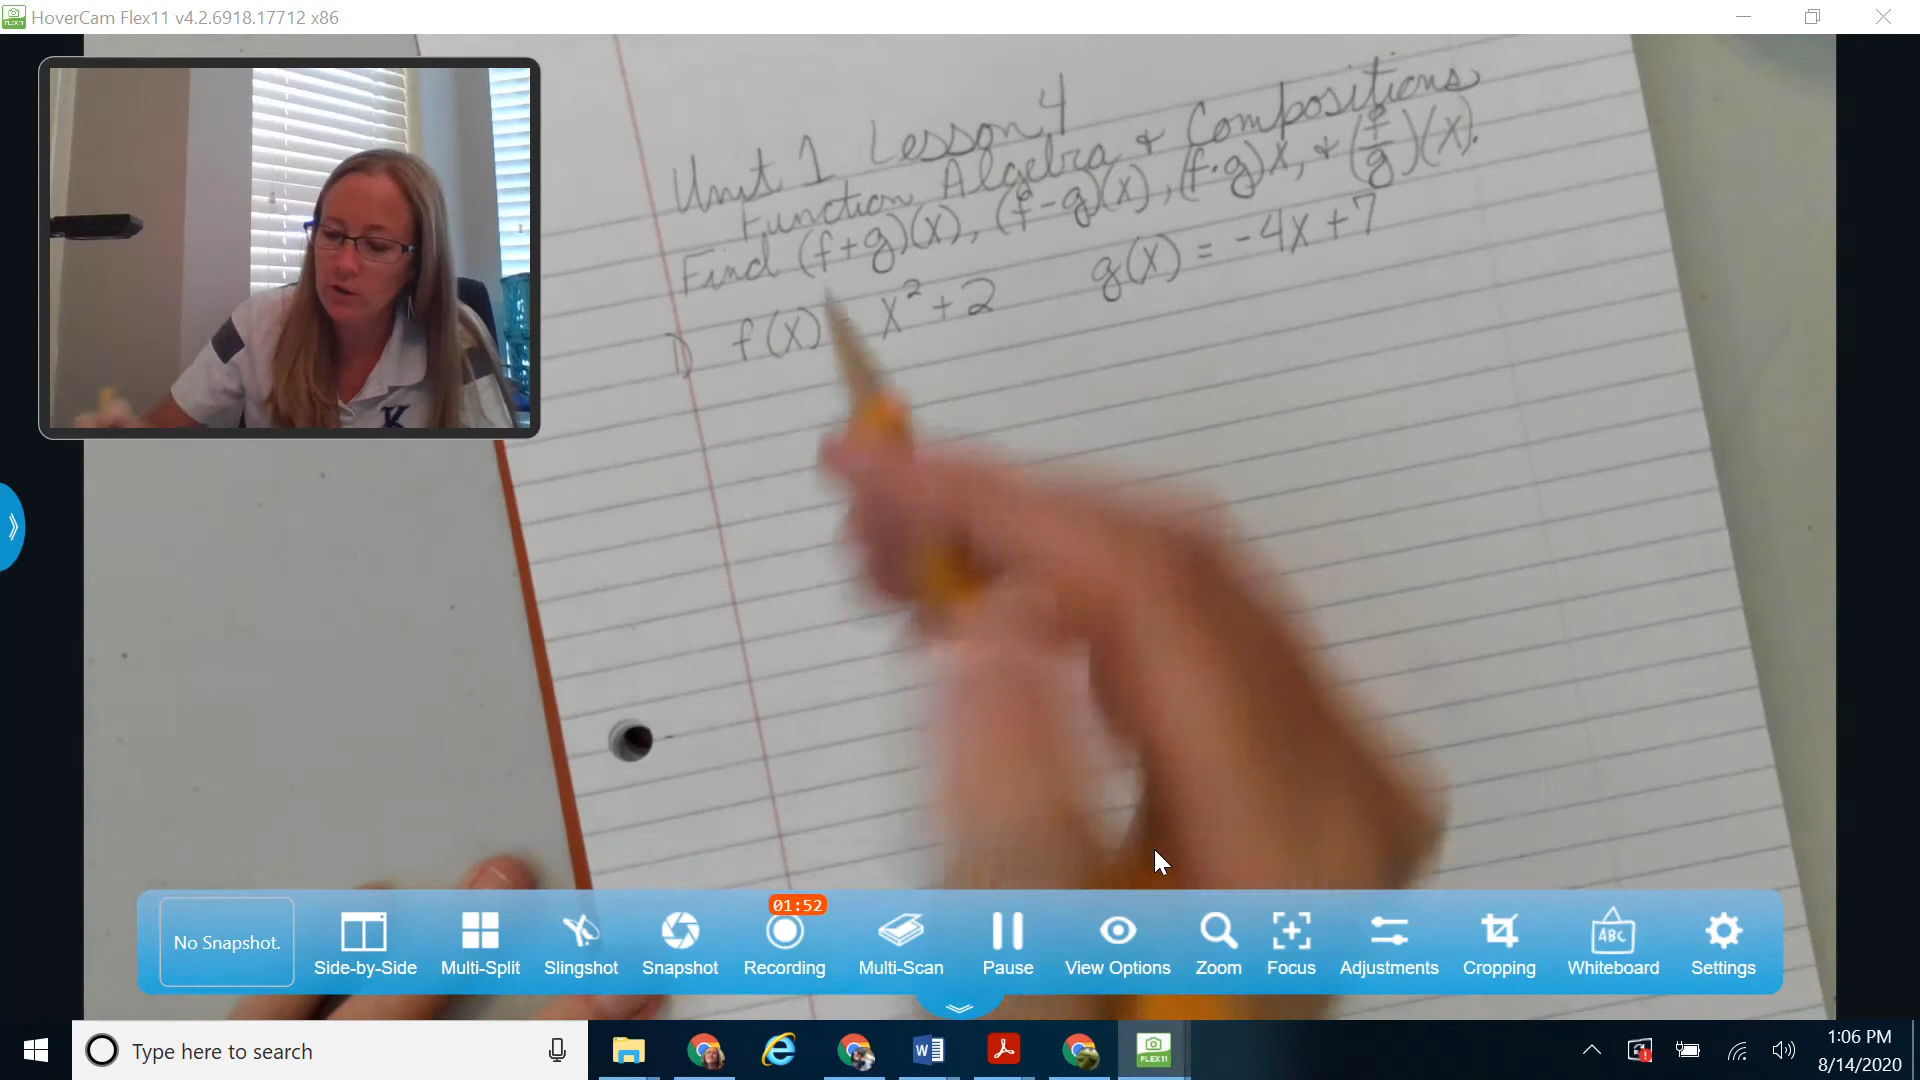 HoverCam Flex11 v4.2.6918.17712 x86
Unit 1 Lesson 4
Function Algebra & Compositions
Find (f+g)(x), (f-g)(x), (f·g)x, & (f/g)(x).
1) f(x) = x² + 2 g(x) = -4x + 7
K
No Snapshot.
Side-by-Side
Multi-Split
Slingshot
Snapshot
01:52
Recording
Multi-Scan
Pause
View Options
Zoom
Focus
Adjustments
Cropping
ABC
Whiteboard
Settings
Type here to search
FLEX11
1:06 PM
8/14/2020